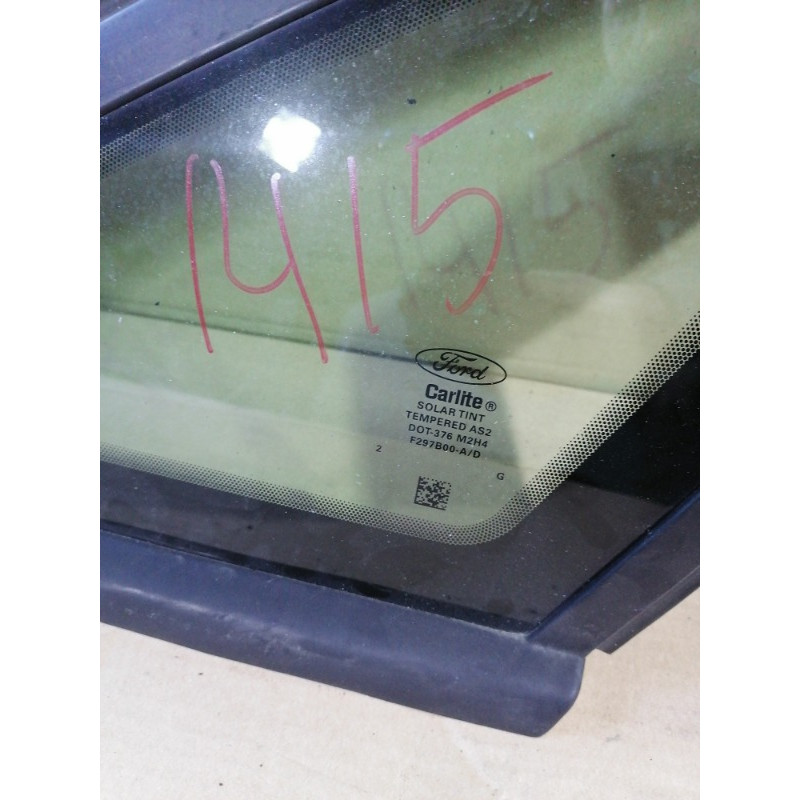 1415
Ford
Carlite®
SOLAR TINT
TEMPERED AS2
DOT-376 M2H4
F297B00-A/D
2
G